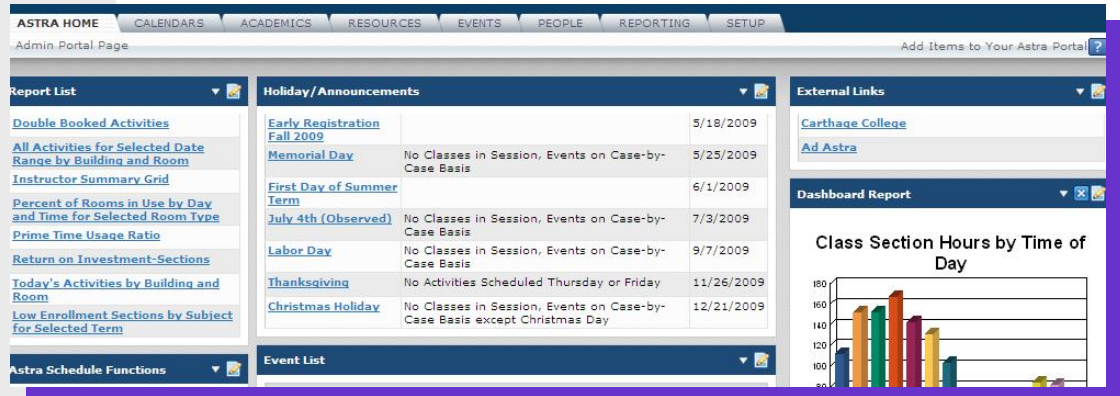 ASTRA HOME CALENDARS ACADEMICS RESOURCES EVENTS PEOPLE REPORTING SETUP
Admin Portal Page Add Items to Your Astra Portal ?
Report List
Double Booked Activities
All Activities for Selected Date
Range by Building and Room
Instructor Summary Grid
Percent of Rooms in Use by Day
and Time for Selected Room Type
Prime Time Usage Ratio
Return on Investment-Sections
Today's Activities by Building and
Room
Low Enrollment Sections by Subject
for Selected Term
Astra Schedule Functions
Holiday/Announcements
Early Registration 5/18/2009
Fall 2009
Memorial Day No Classes in Session, Events on Case-by- 5/25/2009
Case Basis
First Day of Summer 6/1/2009
Term
July 4th (Observed) No Classes in Session, Events on Case-by- 7/3/2009
Case Basis
Labor Day No Classes in Session, Events on Case-by- 9/7/2009
Case Basis
Thanksgiving No Activities Scheduled Thursday or Friday 11/26/2009
Christmas Holiday No Classes in Session, Events on Case-by- 12/21/2009
Case Basis except Christmas Day
Event List
External Links
Carthage College
Ad Astra
Dashboard Report
Class Section Hours by Time of
Day
180
160
140
120
100
80